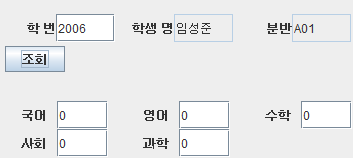 학 번 2006 학생 명 임성준 분반 A01
조회
국어 0 영어 0 수학 0
사회 0 과학 0